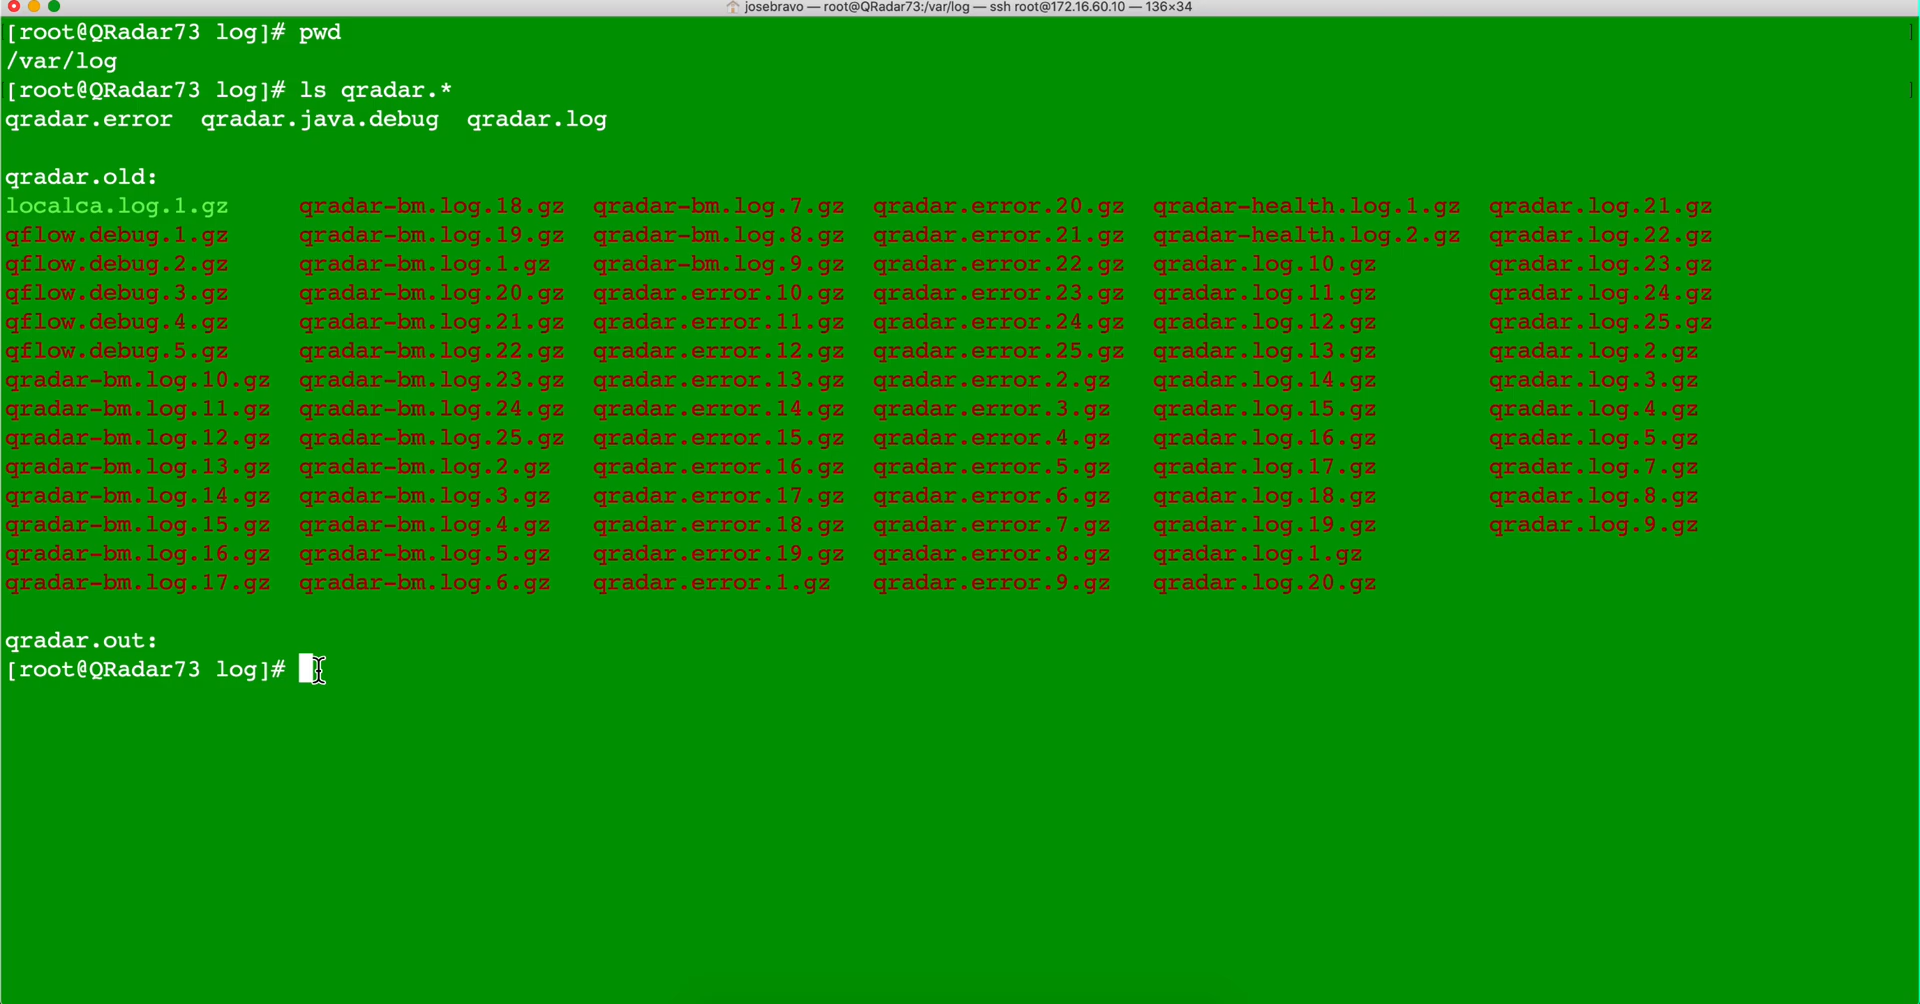 josebravo — root@QRadar73:/var/log — ssh root@172.16.60.10 — 136×34
[root@QRadar73 log]# pwd
/var/log
[root@QRadar73 log]# ls qradar.*
qradar.error  qradar.java.debug  qradar.log
qradar.old:
localca.log.1.gz  qradar-bm.log.18.gz  qradar-bm.log.7.gz  qradar.error.20.gz  qradar-health.log.1.gz  qradar.log.21.gz
qflow.debug.1.gz  qradar-bm.log.19.gz  qradar-bm.log.8.gz  qradar.error.21.gz  qradar-health.log.2.gz  qradar.log.22.gz
qflow.debug.2.gz  qradar-bm.log.1.gz  qradar-bm.log.9.gz  qradar.error.22.gz  qradar.log.10.gz  qradar.log.23.gz
qflow.debug.3.gz  qradar-bm.log.20.gz  qradar.error.10.gz  qradar.error.23.gz  qradar.log.11.gz  qradar.log.24.gz
qflow.debug.4.gz  qradar-bm.log.21.gz  qradar.error.11.gz  qradar.error.24.gz  qradar.log.12.gz  qradar.log.25.gz
qflow.debug.5.gz  qradar-bm.log.22.gz  qradar.error.12.gz  qradar.error.25.gz  qradar.log.13.gz  qradar.log.2.gz
qradar-bm.log.10.gz  qradar-bm.log.23.gz  qradar.error.13.gz  qradar.error.2.gz  qradar.log.14.gz  qradar.log.3.gz
qradar-bm.log.11.gz  qradar-bm.log.24.gz  qradar.error.14.gz  qradar.error.3.gz  qradar.log.15.gz  qradar.log.4.gz
qradar-bm.log.12.gz  qradar-bm.log.25.gz  qradar.error.15.gz  qradar.error.4.gz  qradar.log.16.gz  qradar.log.5.gz
qradar-bm.log.13.gz  qradar-bm.log.2.gz  qradar.error.16.gz  qradar.error.5.gz  qradar.log.17.gz  qradar.log.7.gz
qradar-bm.log.14.gz  qradar-bm.log.3.gz  qradar.error.17.gz  qradar.error.6.gz  qradar.log.18.gz  qradar.log.8.gz
qradar-bm.log.15.gz  qradar-bm.log.4.gz  qradar.error.18.gz  qradar.error.7.gz  qradar.log.19.gz  qradar.log.9.gz
qradar-bm.log.16.gz  qradar-bm.log.5.gz  qradar.error.19.gz  qradar.error.8.gz  qradar.log.1.gz
qradar-bm.log.17.gz  qradar-bm.log.6.gz  qradar.error.1.gz  qradar.error.9.gz  qradar.log.20.gz
qradar.out:
[root@QRadar73 log]#